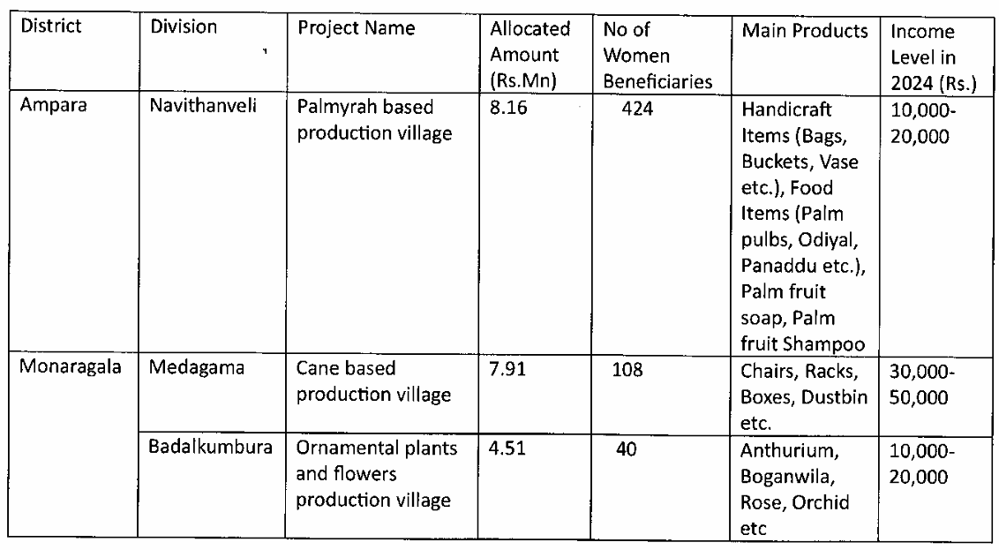 District
Division
Project Name
Allocated
Amount
(Rs.Mn)
No of
Women
Beneficiaries
Main Products
Income
Level in
2024 (Rs.)
Ampara
Navithanveli
Palmyrah based
production village
8.16
424
Handicraft
Items (Bags,
Buckets, Vase
etc.), Food
Items (Palm
pulbs, Odiyal,
Panaddu etc.),
Palm fruit
soap, Palm
fruit Shampoo
10,000-
20,000
Monaragala
Medagama
Cane based
production village
7.91
108
Chairs, Racks,
Boxes, Dustbin
etc.
30,000-
50,000
Badalkumbura
Ornamental plants
and flowers
production village
4.51
40
Anthurium,
Boganwila,
Rose, Orchid
etc
10,000-
20,000